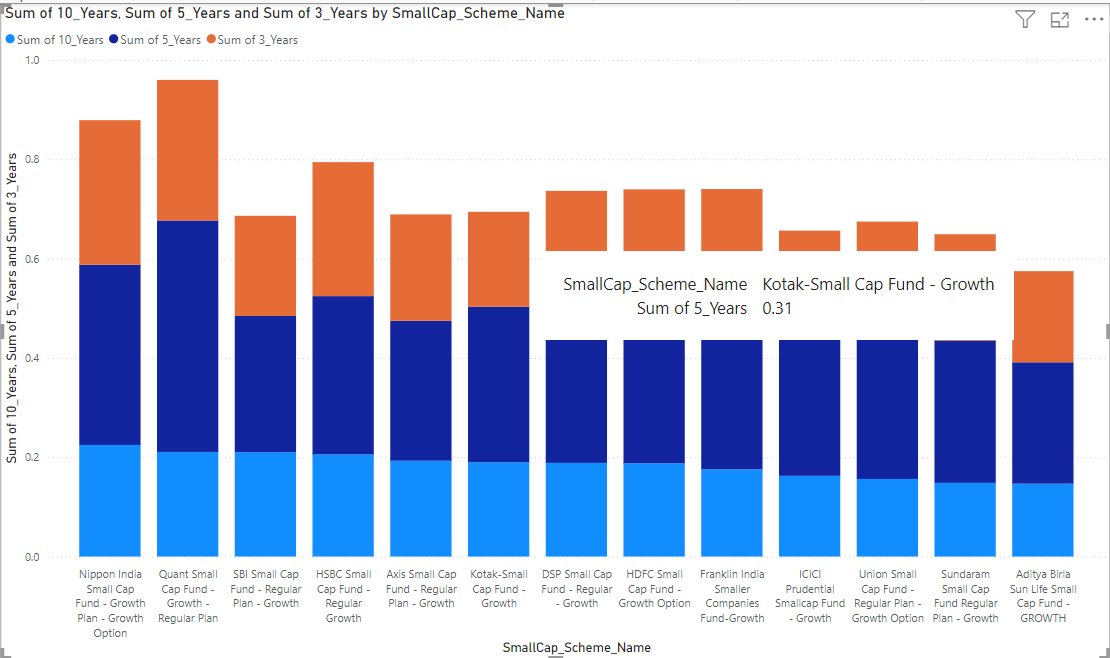 Sum of 10_Years, Sum of 5_Years and Sum of 3_Years by SmallCap_Scheme_Name
Sum of 10_Years Sum of 5_Years Sum of 3_Years
Sum of 10_Years, Sum of 5_Years and Sum of 3_Years
1.0
0.8
0.6
0.4
0.2
0.0
SmallCap_Scheme_Name Kotak-Small Cap Fund - Growth
Sum of 5_Years 0.31
Nippon India
Small Cap
Fund - Growth
Plan - Growth
Option
Quant Small
Cap Fund -
Growth -
Regular Plan
SBI Small Cap
Fund - Regular
Plan - Growth
HSBC Small
Cap Fund -
Regular
Growth
Axis Small Cap
Fund - Regular
Plan - Growth
Kotak-Small
Cap Fund -
Growth
DSP Small Cap
Fund - Regular
- Growth
HDFC Small
Cap Fund -
Growth Option
Franklin India
Smaller
Companies
Fund-Growth
ICICI
Prudential
Smallcap Fund
- Growth
Union Small
Cap Fund -
Regular Plan -
Growth Option
Sundaram
Small Cap
Fund Regular
Plan - Growth
Aditya Birla
Sun Life Small
Cap Fund -
GROWTH
SmallCap_Scheme_Name